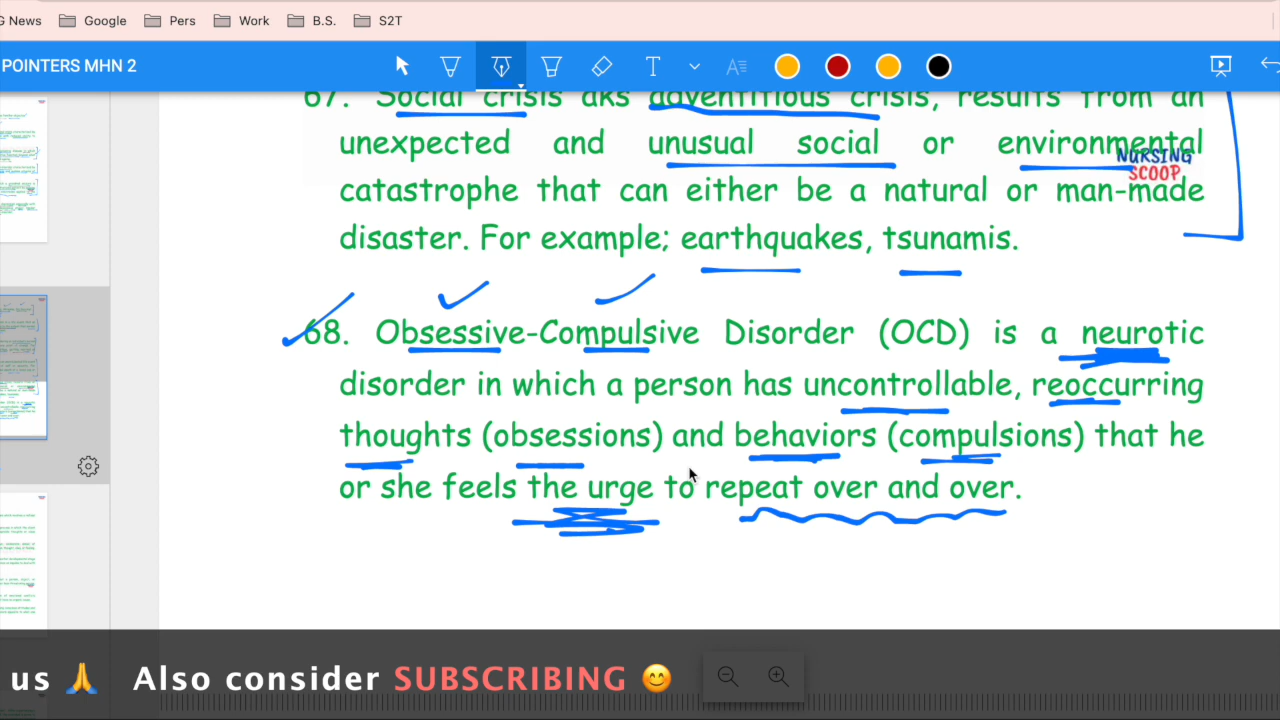 G News Google Pers Work B.S. S2T
POINTERS MHN 2
67. Social crisis aks adventitious crisis, results from an
unexpected and unusual social or environmental
NURSING
SCOOP
catastrophe that can either be a natural or man-made
disaster. For example; earthquakes, tsunamis.
68. Obsessive-Compulsive Disorder (OCD) is a neurotic
disorder in which a person has uncontrollable, reoccurring
thoughts (obsessions) and behaviors (compulsions) that he
or she feels the urge to repeat over and over.
us 🙏 Also consider SUBSCRIBING 😊